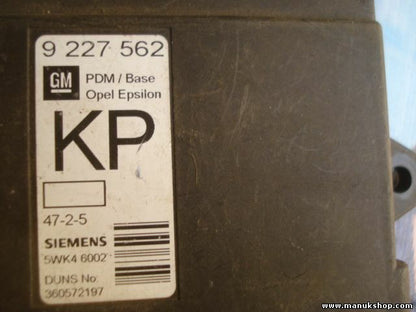 9 227 562
GM
PDM / Base
Opel Epsilon
KP
47-2-5
SIEMENS
5WK4 6002
DUNS No
360572197
www.manukshop.com/